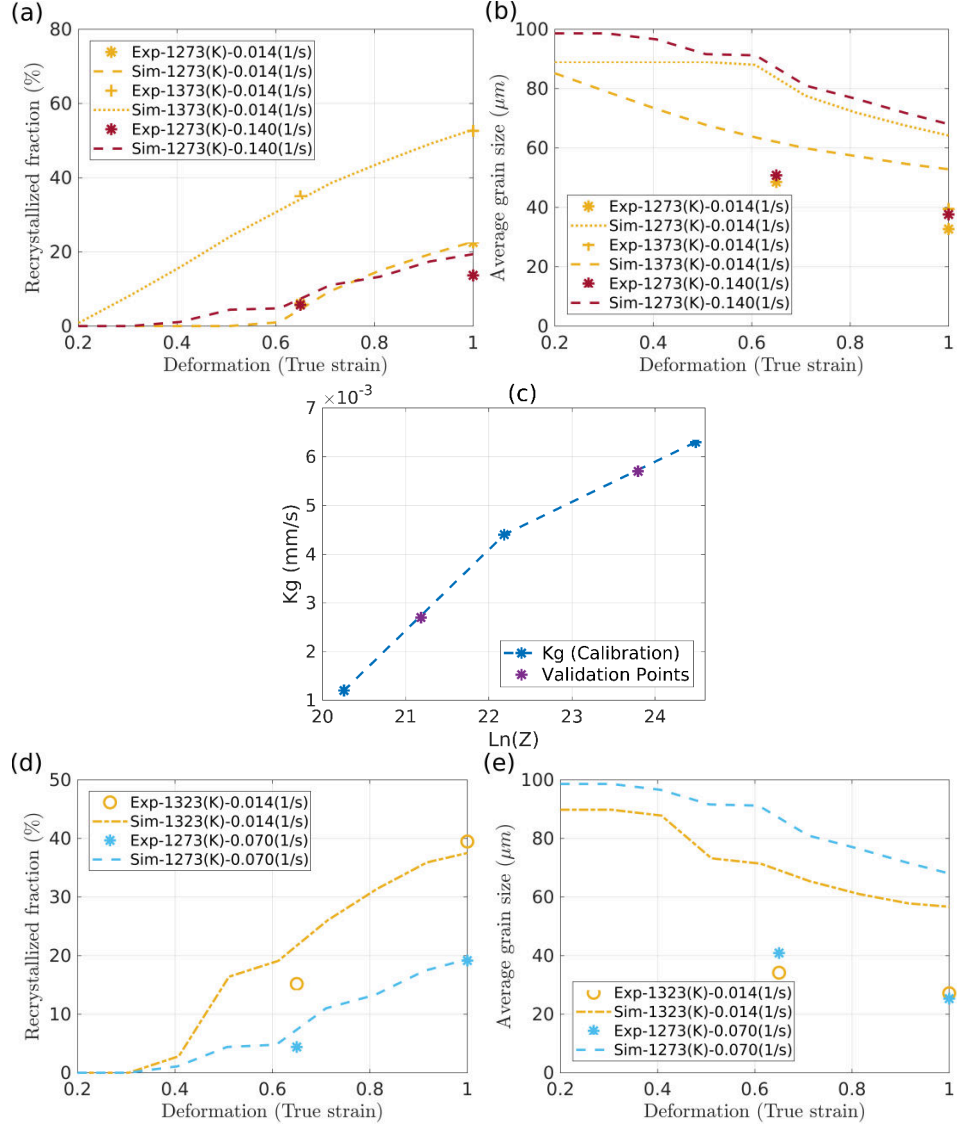 (a)
80
60
40
20
0
Recrystallized fraction (%)
Exp-1273(K)-0.014(1/s)
Sim-1273(K)-0.014(1/s)
Exp-1373(K)-0.014(1/s)
Sim-1373(K)-0.014(1/s)
Exp-1273(K)-0.140(1/s)
Sim-1273(K)-0.140(1/s)
0.2 0.4 0.6 0.8 1
Deformation (True strain)
(b)
100
80
60
40
20
0
Average grain size (μm)
Exp-1273(K)-0.014(1/s)
Sim-1273(K)-0.014(1/s)
Exp-1373(K)-0.014(1/s)
Sim-1373(K)-0.014(1/s)
Exp-1273(K)-0.140(1/s)
Sim-1273(K)-0.140(1/s)
0.2 0.4 0.6 0.8 1
Deformation (True strain)
×10⁻³
(c)
7
6
5
4
3
2
1
Kg (mm/s)
Kg (Calibration)
Validation Points
20 21 22 23 24
Ln(Z)
(d)
50
40
30
20
10
0
Recrystallized fraction (%)
Exp-1323(K)-0.014(1/s)
Sim-1323(K)-0.014(1/s)
Exp-1273(K)-0.070(1/s)
Sim-1273(K)-0.070(1/s)
0.2 0.4 0.6 0.8 1
Deformation (True strain)
(e)
100
80
60
40
20
0
Average grain size (μm)
Exp-1323(K)-0.014(1/s)
Sim-1323(K)-0.014(1/s)
Exp-1273(K)-0.070(1/s)
Sim-1273(K)-0.070(1/s)
0.2 0.4 0.6 0.8 1
Deformation (True strain)